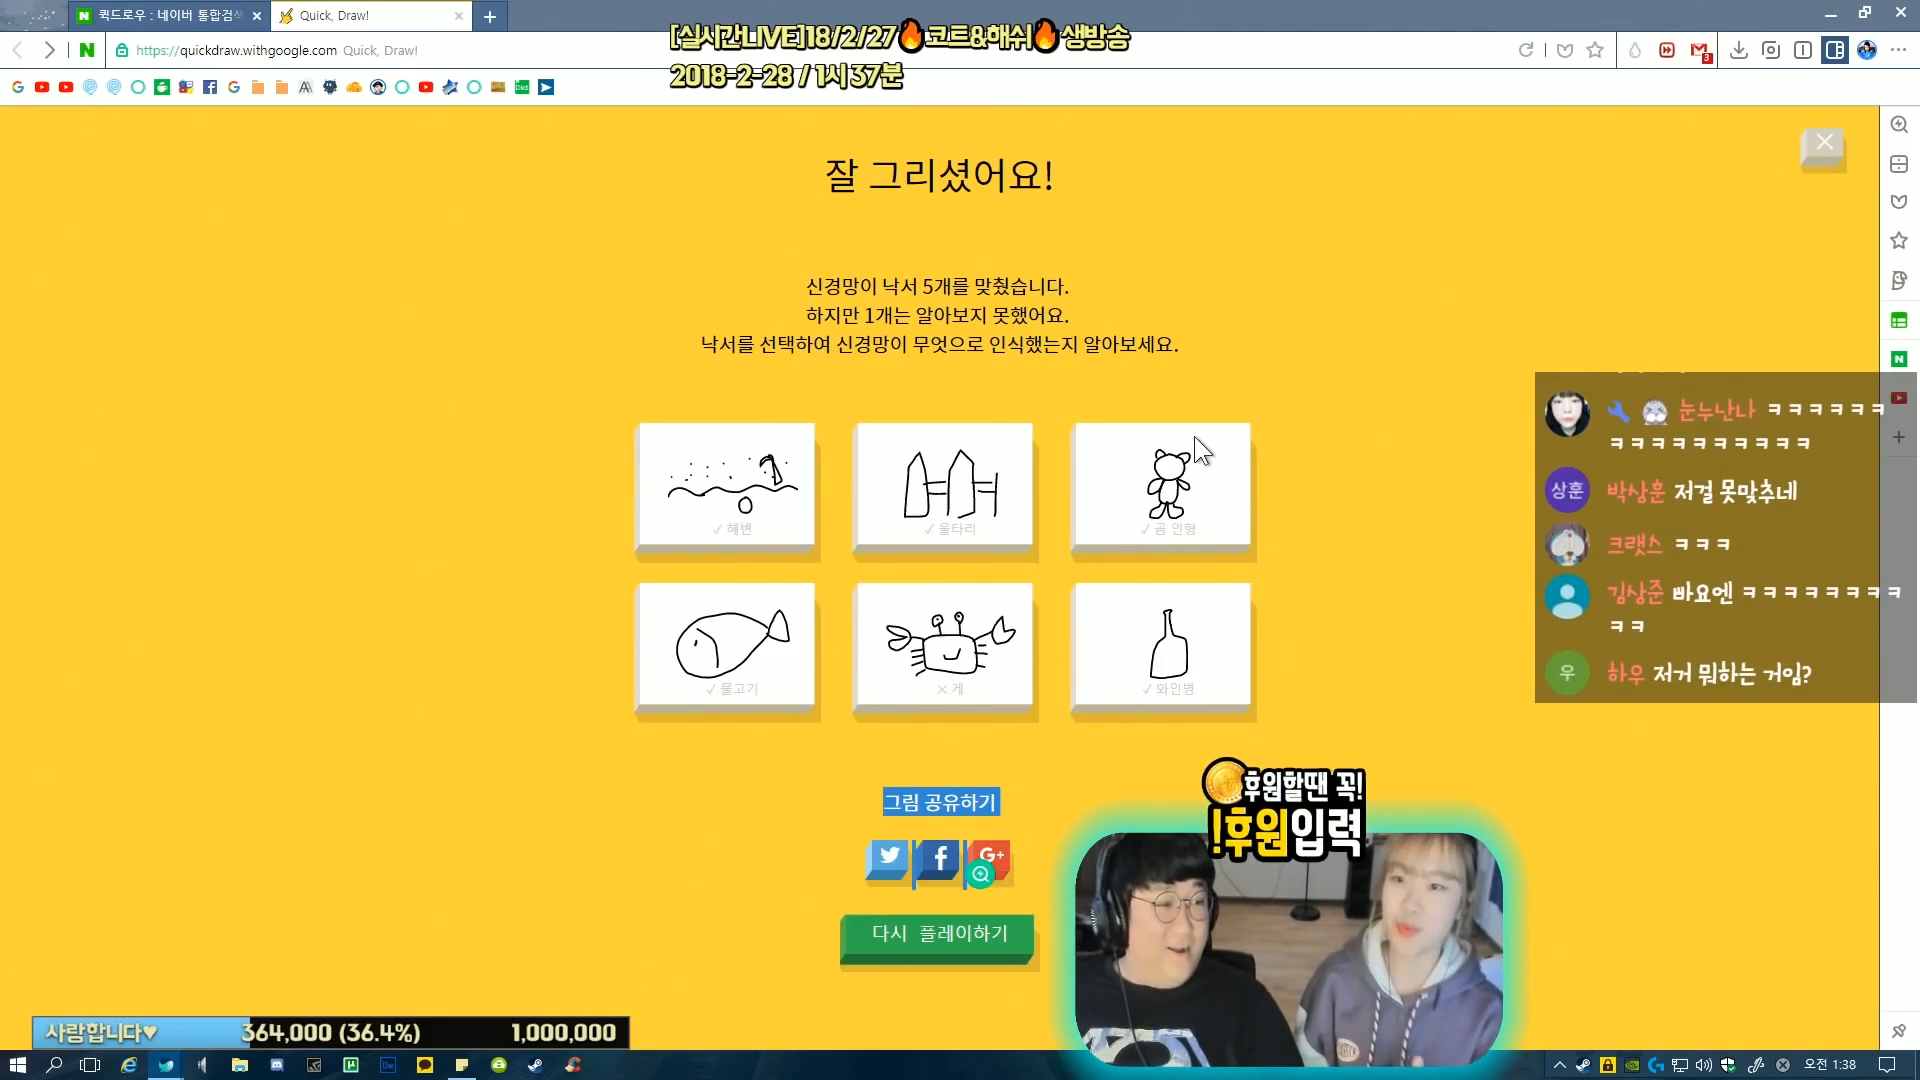 퀵드로우 : 네이버 통합검색
Quick, Draw!
https://quickdraw.withgoogle.com Quick, Draw!
[실시간LIVE]18/2/27🔥코트&해쉬🔥생방송
2018-2-28 / 1시 37분
잘 그리셨어요!
신경망이 낙서 5개를 맞췄습니다.
하지만 1개는 알아보지 못했어요.
낙서를 선택하여 신경망이 무엇으로 인식했는지 알아보세요.
✓ 해변
✓ 울타리
✓ 곰 인형
✓ 물고기
✕ 게
✓ 와인병
눈누난나 ㅋㅋㅋㅋㅋㅋ
ㅋㅋㅋㅋㅋㅋㅋㅋㅋㅋ
상훈
박상훈 저걸 못맞추네
크랫스 ㅋㅋㅋ
김상준 빠요엔 ㅋㅋㅋㅋㅋㅋㅋㅋ
ㅋㅋ
우
하우 저거 뭐하는 거임?
그림 공유하기
다시 플레이하기
후원할땐 꼭!
!후원입력
사랑합니다♥ 364,000 (36.4%) 1,000,000
오전 1:38